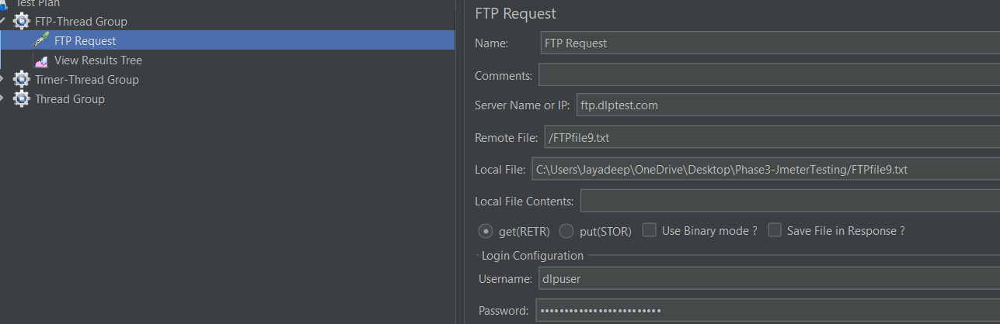 Test Plan
FTP-Thread Group
FTP Request
View Results Tree
Timer-Thread Group
Thread Group
FTP Request
Name: FTP Request
Comments:
Server Name or IP: ftp.dlptest.com
Remote File: /FTPfile9.txt
Local File: C:\Users\Jayadeep\OneDrive\Desktop\Phase3-JmeterTesting/FTPfile9.txt
Local File Contents:
get(RETR) put(STOR) Use Binary mode ? Save File in Response ?
Login Configuration
Username: dlpuser
Password: •••••••••••••••••••••••••